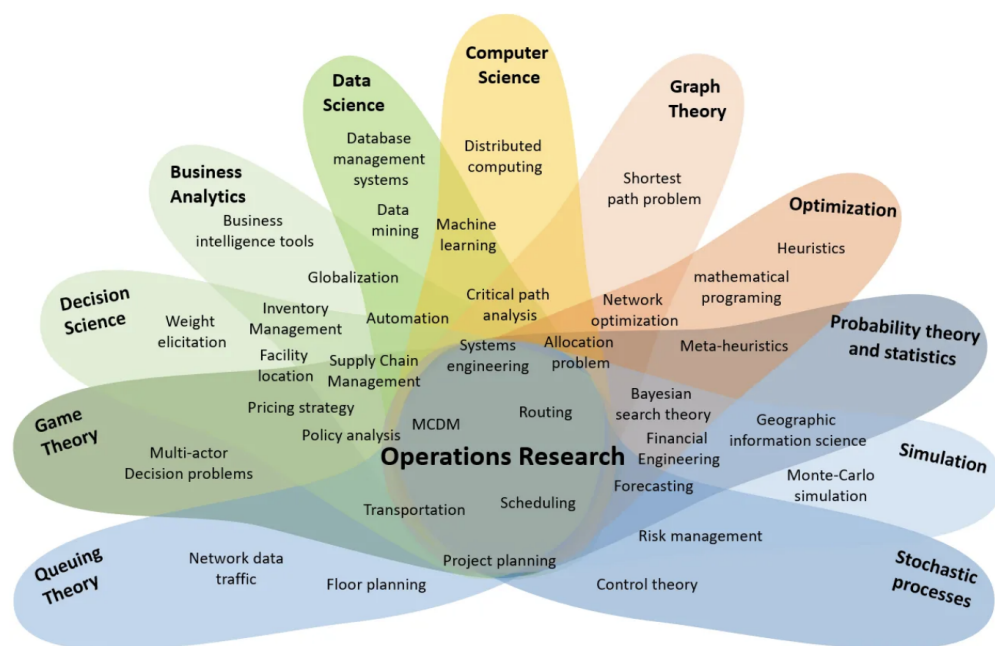 Computer
Science
Data
Science
Graph
Theory
Database
management
systems
Distributed
computing
Business
Analytics
Shortest
path problem
Optimization
Data
mining
Machine
learning
Business
intelligence tools
Heuristics
Globalization
mathematical
programing
Decision
Science
Weight
elicitation
Inventory
Management
Automation
Critical path
analysis
Network
optimization
Probability theory
and statistics
Facility
location
Supply Chain
Management
Systems
engineering
Allocation
problem
Meta-heuristics
Game
Theory
Pricing strategy
Policy analysis
MCDM
Routing
Bayesian
search theory
Geographic
information science
Multi-actor
Decision problems
Operations Research
Financial
Engineering
Simulation
Forecasting
Monte-Carlo
simulation
Transportation
Scheduling
Risk management
Queuing
Theory
Network data
traffic
Floor planning
Project planning
Control theory
Stochastic
processes